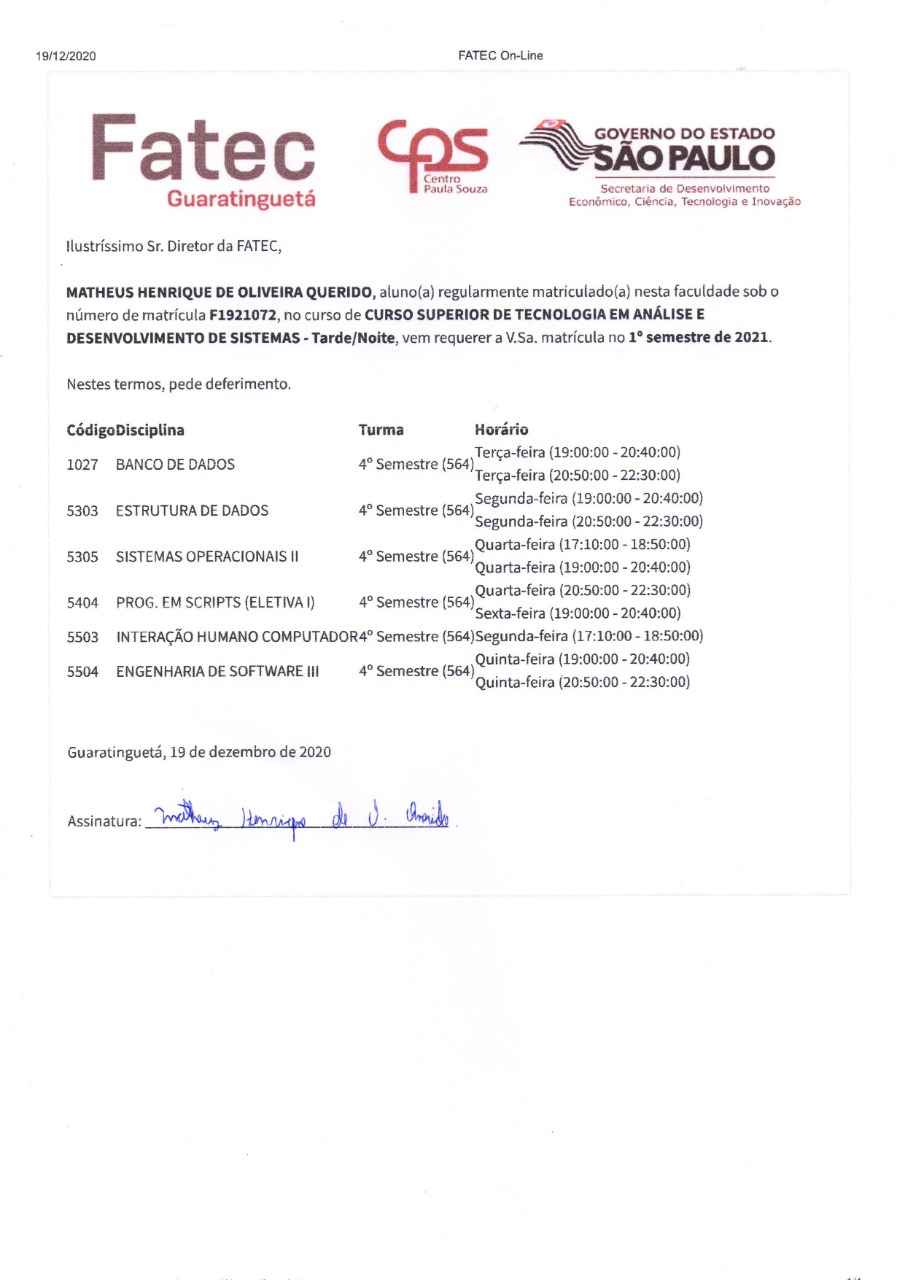 19/12/2020 FATEC On-Line
Fatec
Guaratinguetá
cps
Centro
Paula Souza
GOVERNO DO ESTADO
SÃO PAULO
Secretaria de Desenvolvimento
Econômico, Ciência, Tecnologia e Inovação
Ilustríssimo Sr. Diretor da FATEC,
MATHEUS HENRIQUE DE OLIVEIRA QUERIDO, aluno(a) regularmente matriculado(a) nesta faculdade sob o
número de matrícula F1921072, no curso de CURSO SUPERIOR DE TECNOLOGIA EM ANÁLISE E
DESENVOLVIMENTO DE SISTEMAS - Tarde/Noite, vem requerer a V.Sa. matrícula no 1º semestre de 2021.
Nestes termos, pede deferimento.
Código Disciplina Turma Horário
1027 BANCO DE DADOS 4º Semestre (564) Terça-feira (19:00:00 - 20:40:00)
Terça-feira (20:50:00 - 22:30:00)
5303 ESTRUTURA DE DADOS 4º Semestre (564) Segunda-feira (19:00:00 - 20:40:00)
Segunda-feira (20:50:00 - 22:30:00)
5305 SISTEMAS OPERACIONAIS II 4º Semestre (564) Quarta-feira (17:10:00 - 18:50:00)
Quarta-feira (19:00:00 - 20:40:00)
5404 PROG. EM SCRIPTS (ELETIVA I) 4º Semestre (564) Quarta-feira (20:50:00 - 22:30:00)
Sexta-feira (19:00:00 - 20:40:00)
5503 INTERAÇÃO HUMANO COMPUTADOR 4º Semestre (564) Segunda-feira (17:10:00 - 18:50:00)
5504 ENGENHARIA DE SOFTWARE III 4º Semestre (564) Quinta-feira (19:00:00 - 20:40:00)
Quinta-feira (20:50:00 - 22:30:00)
Guaratinguetá, 19 de dezembro de 2020
Assinatura: Matheus Henrique de O. Querido